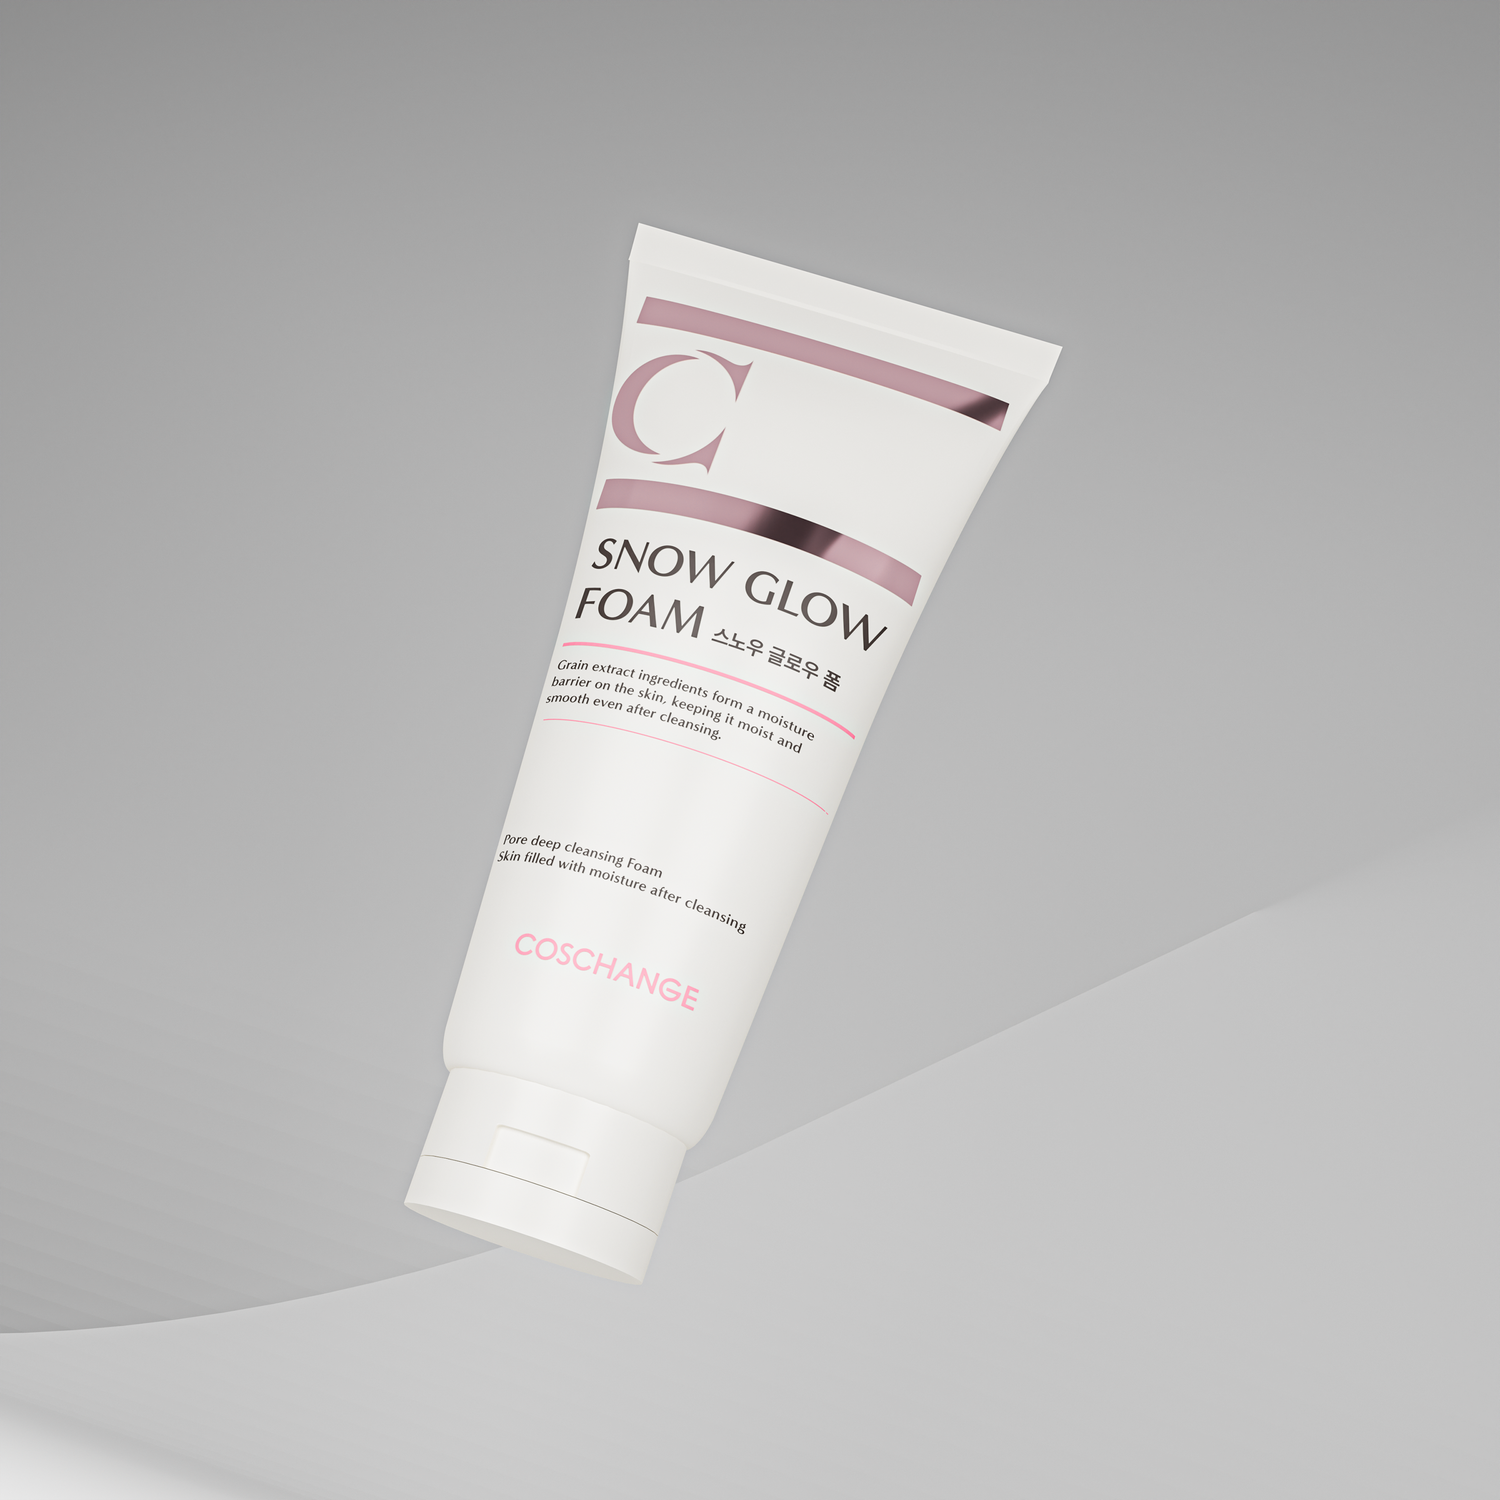 C
SNOW GLOW
FOAM 스노우 글로우 폼
Grain extract ingredients form a moisture
barrier on the skin, keeping it moist and
smooth even after cleansing.
Pore deep cleansing Foam
Skin filled with moisture after cleansing
COSCHANGE